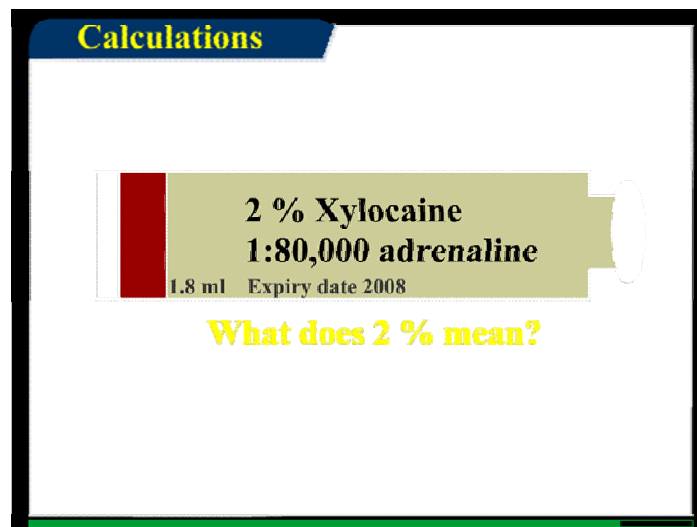 Calculations
2 % Xylocaine
1:80,000 adrenaline
1.8 ml Expiry date 2008
What does 2 % mean?